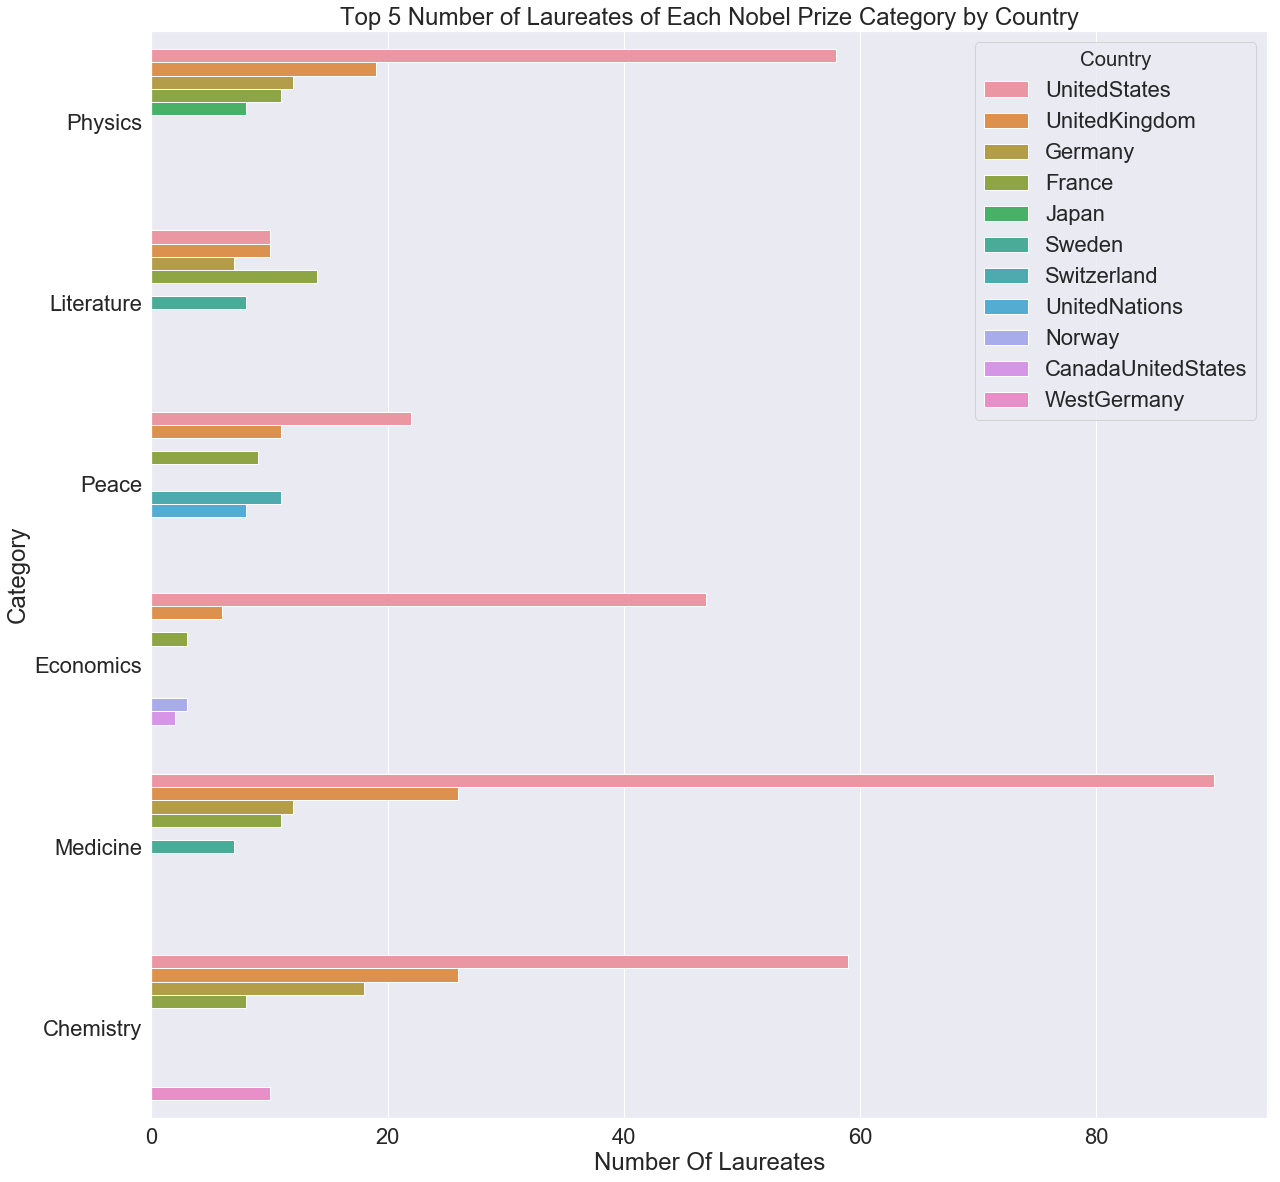 Top 5 Number of Laureates of Each Nobel Prize Category by Country
Country
UnitedStates
UnitedKingdom
Germany
France
Japan
Sweden
Switzerland
UnitedNations
Norway
CanadaUnitedStates
WestGermany
Category
Physics
Literature
Peace
Economics
Medicine
Chemistry
0 20 40 60 80
Number Of Laureates